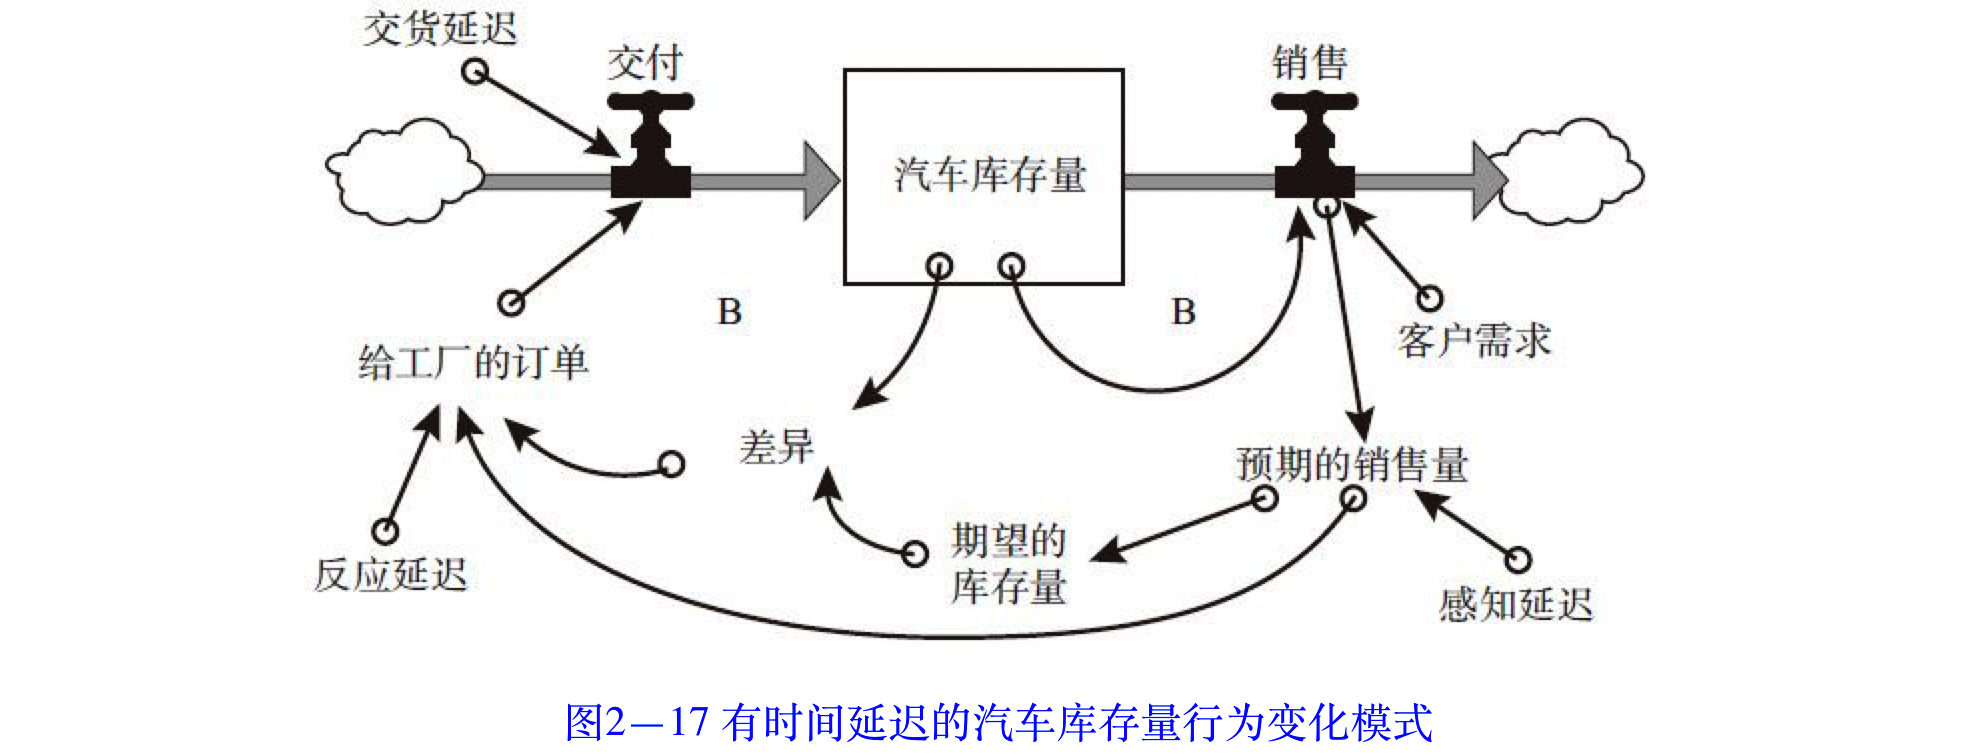 交货延迟
交付
销售
汽车库存量
B
B
客户需求
给工厂的订单
差异
预期的销售量
期望的
库存量
反应延迟
感知延迟
图2—17 有时间延迟的汽车库存量行为变化模式